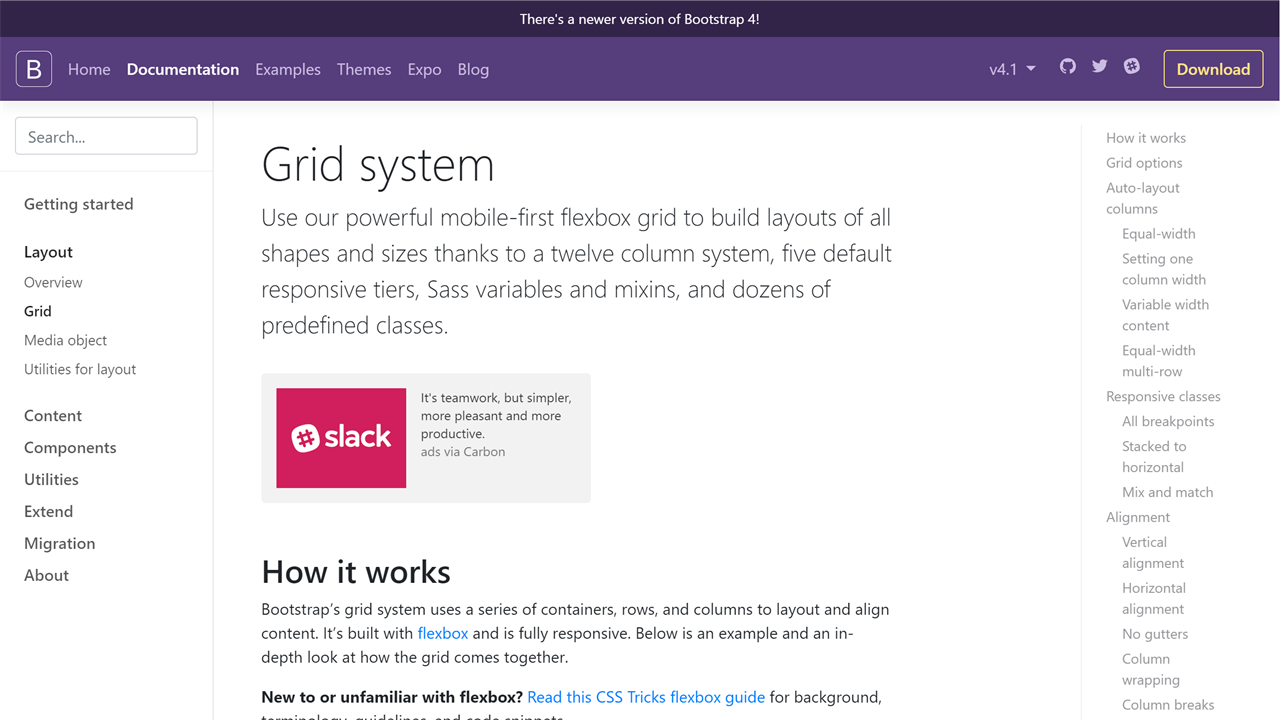 There's a newer version of Bootstrap 4!
B Home Documentation Examples Themes Expo Blog v4.1 Download
Search...
Getting started
Layout
Overview
Grid
Media object
Utilities for layout
Content
Components
Utilities
Extend
Migration
About
Grid system
Use our powerful mobile-first flexbox grid to build layouts of all
shapes and sizes thanks to a twelve column system, five default
responsive tiers, Sass variables and mixins, and dozens of
predefined classes.
slack
It's teamwork, but simpler,
more pleasant and more
productive.
ads via Carbon
How it works
Bootstrap’s grid system uses a series of containers, rows, and columns to layout and align
content. It’s built with flexbox and is fully responsive. Below is an example and an in-
depth look at how the grid comes together.
New to or unfamiliar with flexbox? Read this CSS Tricks flexbox guide for background,
terminology, guidelines, and code snippets.
How it works
Grid options
Auto-layout
columns
Equal-width
Setting one
column width
Variable width
content
Equal-width
multi-row
Responsive classes
All breakpoints
Stacked to
horizontal
Mix and match
Alignment
Vertical
alignment
Horizontal
alignment
No gutters
Column
wrapping
Column breaks